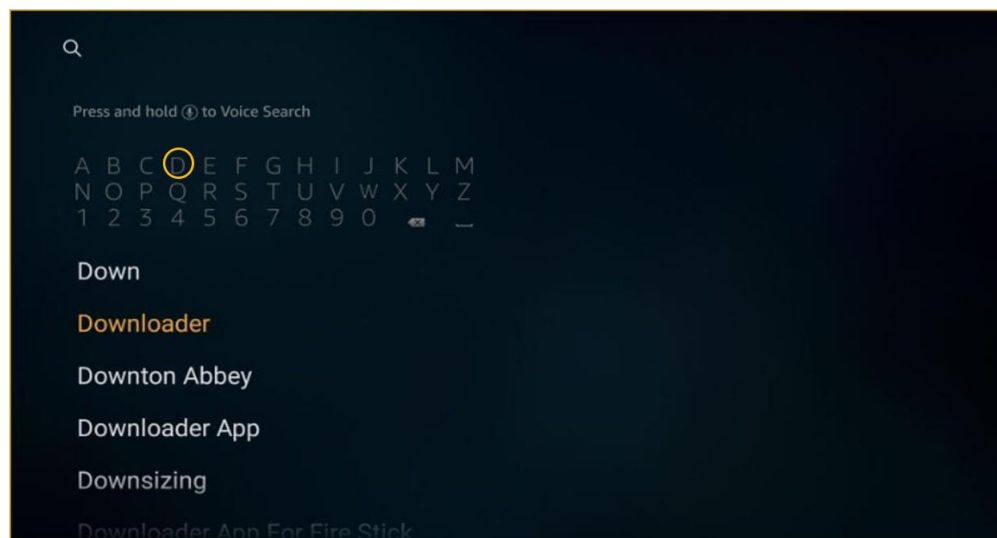 Press and hold to Voice Search
A B C D E F G H I J K L M
N O P Q R S T U V W X Y Z
1 2 3 4 5 6 7 8 9 0
Down
Downloader
Downton Abbey
Downloader App
Downsizing
Downloader App For Fire Stick